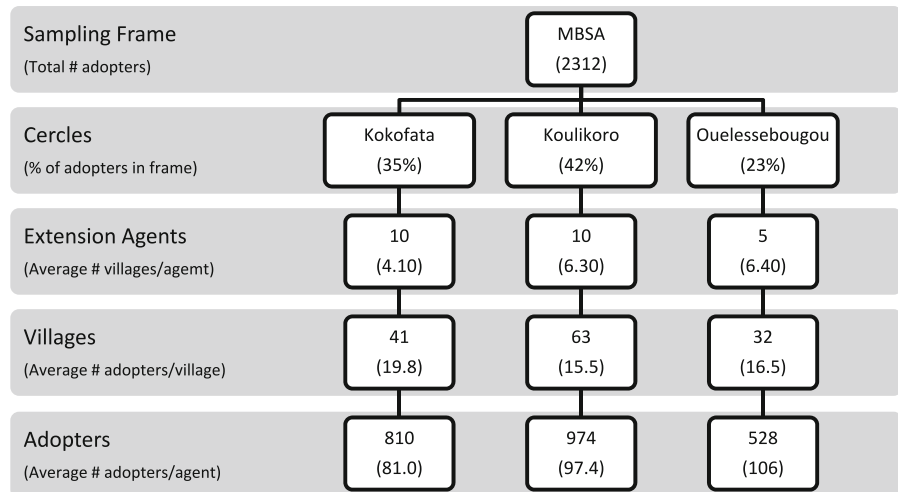 Sampling Frame
(Total # adopters)
MBSA
(2312)
Cercles
(% of adopters in frame)
Kokofata
(35%)
Koulikoro
(42%)
Ouelessebougou
(23%)
Extension Agents
(Average # villages/agemt)
10
(4.10)
10
(6.30)
5
(6.40)
Villages
(Average # adopters/village)
41
(19.8)
63
(15.5)
32
(16.5)
Adopters
(Average # adopters/agent)
810
(81.0)
974
(97.4)
528
(106)